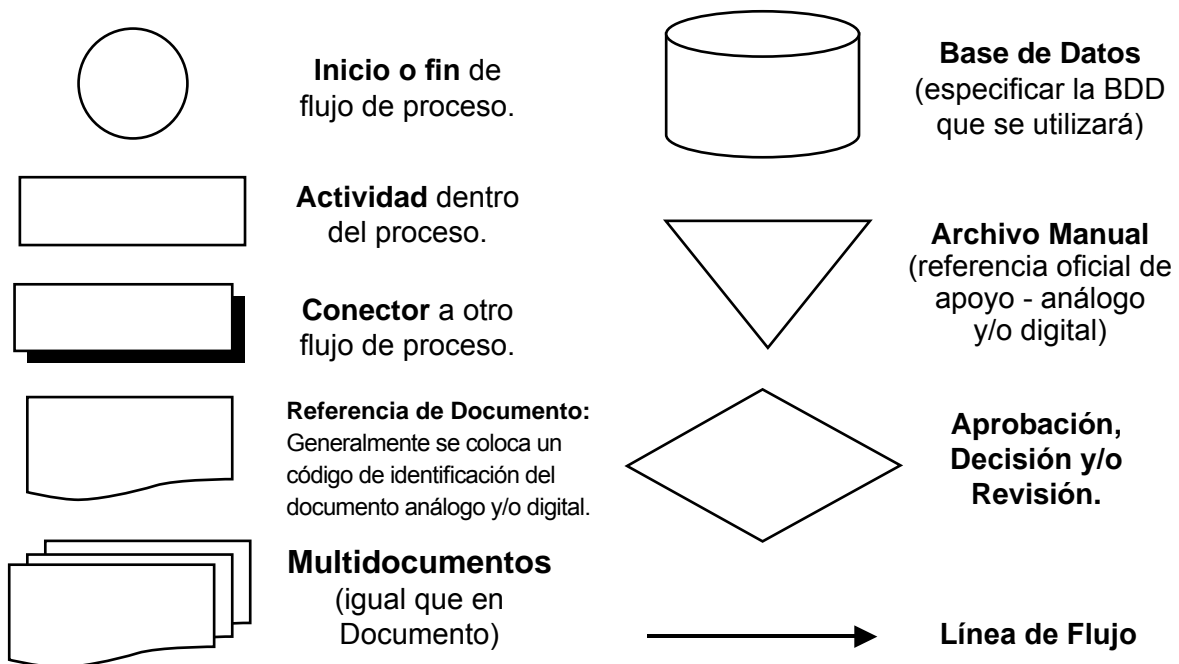 Inicio o fin de
flujo de proceso.
Actividad dentro
del proceso.
Conector a otro
flujo de proceso.
Referencia de Documento:
Generalmente se coloca un
código de identificación del
documento análogo y/o digital.
Multidocumentos
(igual que en
Documento)
Base de Datos
(especificar la BDD
que se utilizará)
Archivo Manual
(referencia oficial de
apoyo - análogo
y/o digital)
Aprobación,
Decisión y/o
Revisión.
Línea de Flujo